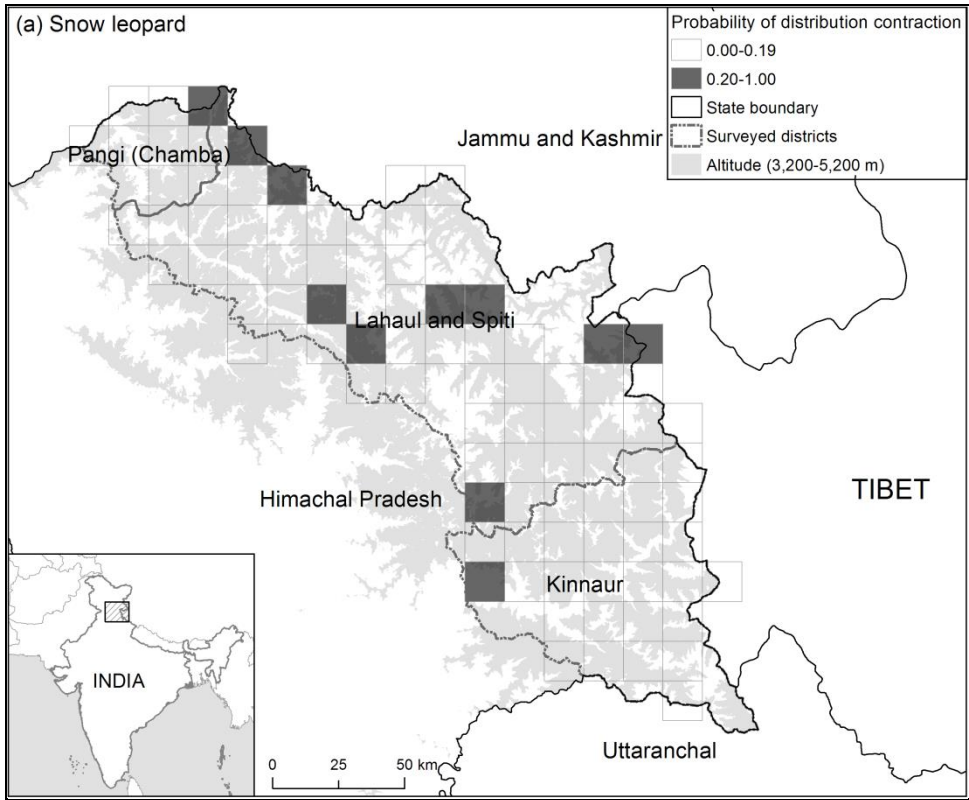 (a) Snow leopard
Probability of distribution contraction
0.00-0.19
0.20-1.00
State boundary
Surveyed districts
Altitude (3,200-5,200 m)
Jammu and Kashmir
Pangi (Chamba)
Lahaul and Spiti
Himachal Pradesh
TIBET
Kinnaur
INDIA
Uttaranchal
0 25 50 km